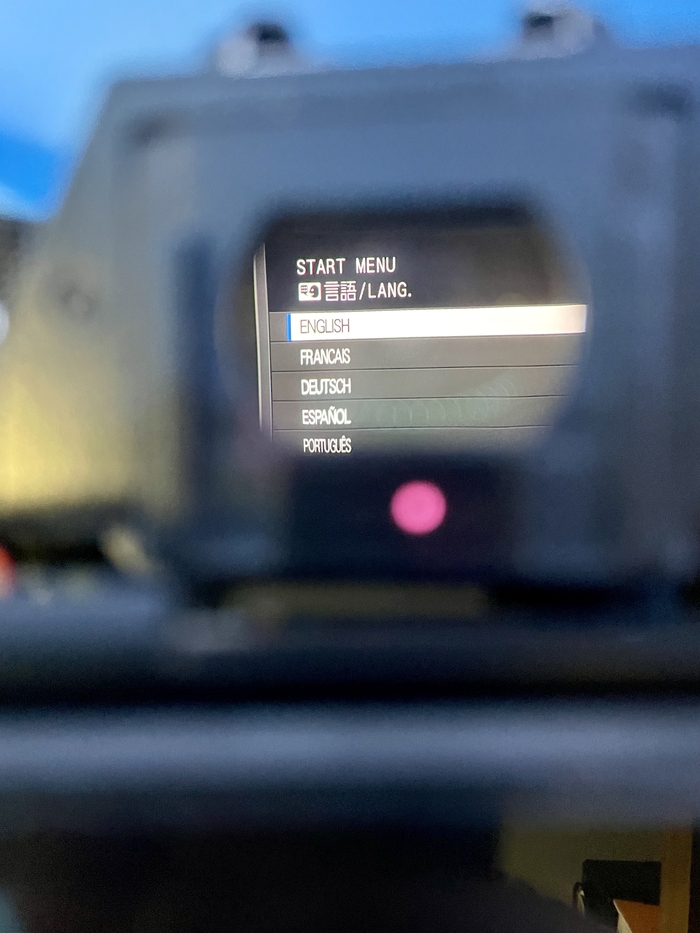 START MENU
言語/LANG.
ENGLISH
FRANCAIS
DEUTSCH
ESPAÑOL
PORTUGUÊS